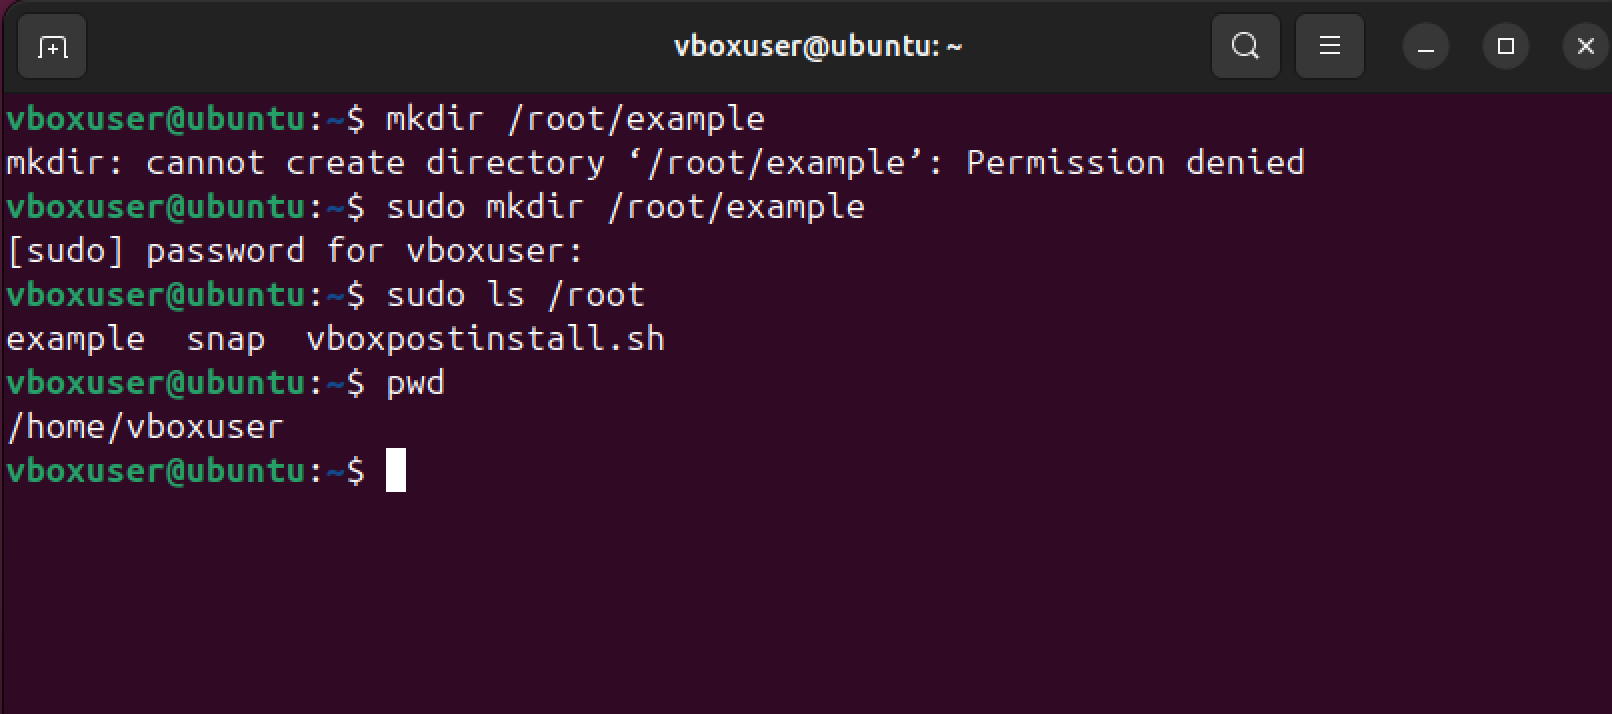 vboxuser@ubuntu: ~
vboxuser@ubuntu:~$ mkdir /root/example
mkdir: cannot create directory ‘/root/example’: Permission denied
vboxuser@ubuntu:~$ sudo mkdir /root/example
[sudo] password for vboxuser:
vboxuser@ubuntu:~$ sudo ls /root
example  snap  vboxpostinstall.sh
vboxuser@ubuntu:~$ pwd
/home/vboxuser
vboxuser@ubuntu:~$